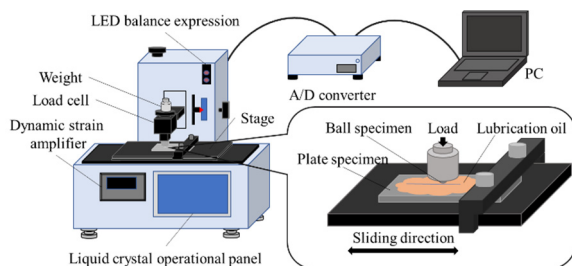 LED balance expression
Weight
Load cell
Dynamic strain
amplifier
Stage
A/D converter
PC
Ball specimen
Load
Lubrication oil
Plate specimen
Sliding direction
Liquid crystal operational panel